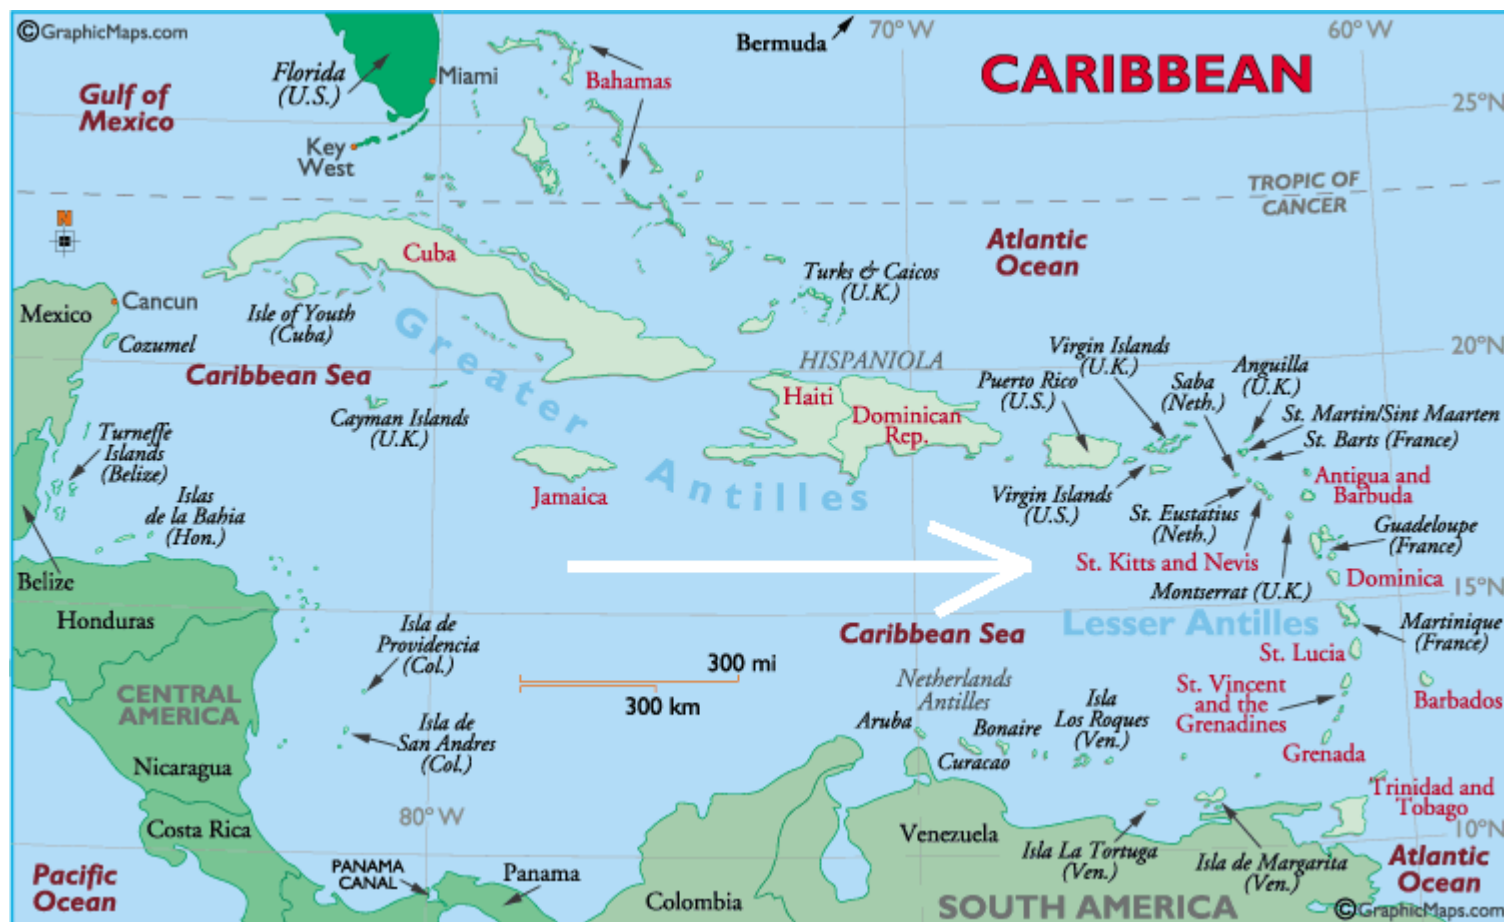 ©GraphicMaps.com
Bermuda
70°W
60°W
CARIBBEAN
Florida
(U.S.)
Miami
Bahamas
Gulf of
Mexico
25°N
Key
West
TROPIC OF
CANCER
N
Cuba
Atlantic
Ocean
Turks & Caicos
(U.K.)
Mexico
Cancun
Isle of Youth
(Cuba)
Cozumel
Greater
Caribbean Sea
HISPANIOLA
Virgin Islands
(U.K.)
20°N
Anguilla
(U.K.)
Puerto Rico
(U.S.)
Saba
(Neth.)
Haiti
Dominican
Rep.
Cayman Islands
(U.K.)
St. Martin/Sint Maarten
St. Barts (France)
Turneffe
Islands
(Belize)
Antilles
Jamaica
Antigua and
Barbuda
Virgin Islands
(U.S.)
Islas
de la Bahia
(Hon.)
St. Eustatius
(Neth.)
Guadeloupe
(France)
St. Kitts and Nevis
Belize
Dominica
Montserrat (U.K.)
15°N
Honduras
Lesser Antilles
Isla de
Providencia
(Col.)
Caribbean Sea
Martinique
(France)
St. Lucia
300 mi
300 km
Netherlands
Antilles
CENTRAL
AMERICA
St. Vincent
and the
Grenadines
Barbados
Isla
Los Roques
(Ven.)
Aruba
Bonaire
Curacao
Isla de
San Andres
(Col.)
Grenada
Nicaragua
Trinidad and
Tobago
80°W
Costa Rica
Venezuela
10°N
Isla La Tortuga
(Ven.)
Isla de Margarita
(Ven.)
Atlantic
Ocean
Pacific
Ocean
PANAMA
CANAL
Panama
Colombia
SOUTH AMERICA
©GraphicMaps.com